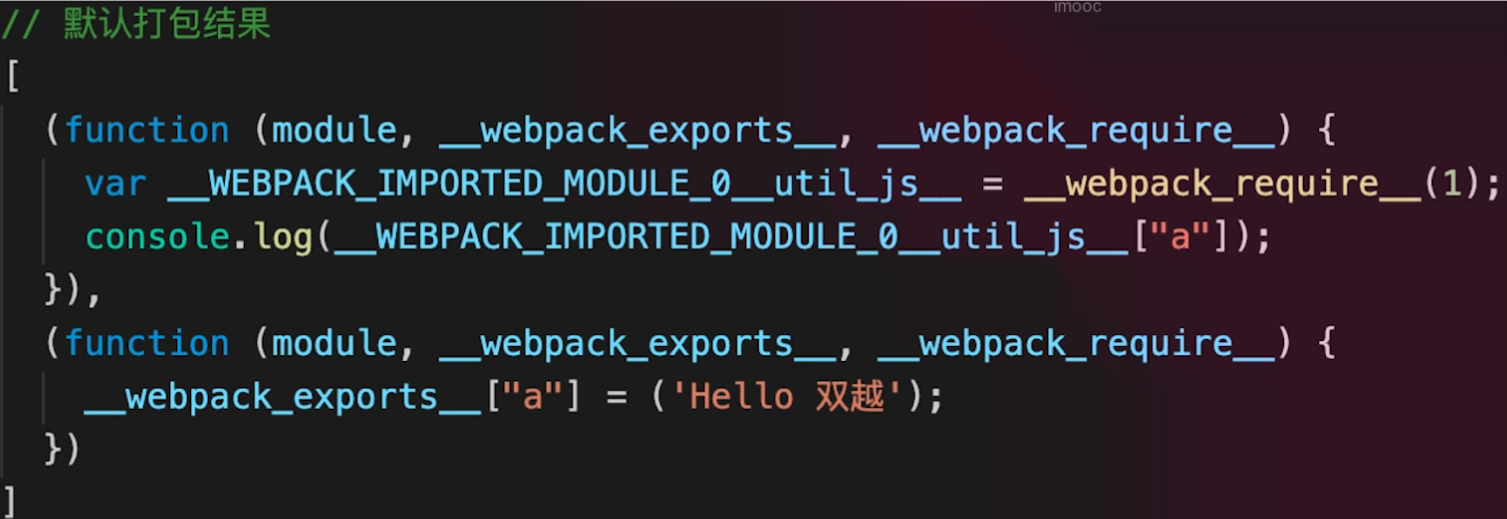 imooc
// 默认打包结果
[
  (function (module, __webpack_exports__, __webpack_require__) {
    var __WEBPACK_IMPORTED_MODULE_0__util_js__ = __webpack_require__(1);
    console.log(__WEBPACK_IMPORTED_MODULE_0__util_js__["a"]);
  }),
  (function (module, __webpack_exports__, __webpack_require__) {
    __webpack_exports__["a"] = ('Hello 双越');
  })
]